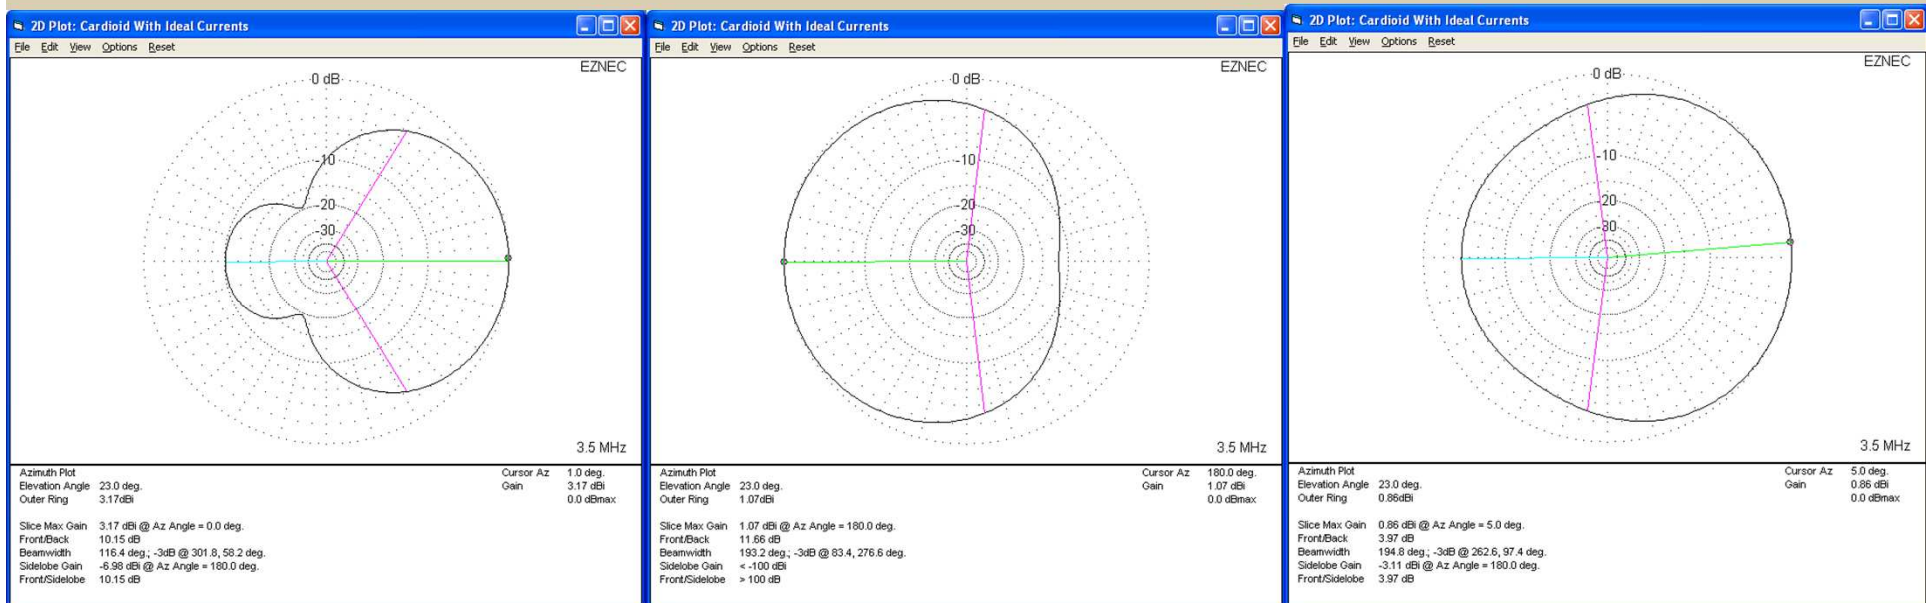 2D Plot: Cardioid With Ideal Currents
File Edit View Options Reset
EZNEC
0 dB
-10
-20
-30
3.5 MHz
Azimuth Plot
Elevation Angle 23.0 deg.
Outer Ring 3.17dBi
Cursor Az 1.0 deg.
Gain 3.17 dBi
0.0 dBmax
Slice Max Gain 3.17 dBi @ Az Angle = 0.0 deg.
Front/Back 10.15 dB
Beamwidth 116.4 deg.; -3dB @ 301.8, 58.2 deg.
Sidelobe Gain -6.98 dBi @ Az Angle = 180.0 deg.
Front/Sidelobe 10.15 dB
2D Plot: Cardioid With Ideal Currents
File Edit View Options Reset
EZNEC
0 dB
-10
-20
-30
3.5 MHz
Azimuth Plot
Elevation Angle 23.0 deg.
Outer Ring 1.07dBi
Cursor Az 180.0 deg.
Gain 1.07 dBi
0.0 dBmax
Slice Max Gain 1.07 dBi @ Az Angle = 180.0 deg.
Front/Back 11.66 dB
Beamwidth 193.2 deg.; -3dB @ 83.4, 276.6 deg.
Sidelobe Gain < -100 dBi
Front/Sidelobe > 100 dB
2D Plot: Cardioid With Ideal Currents
File Edit View Options Reset
EZNEC
0 dB
-10
-20
-30
3.5 MHz
Azimuth Plot
Elevation Angle 23.0 deg.
Outer Ring 0.86dBi
Cursor Az 5.0 deg.
Gain 0.86 dBi
0.0 dBmax
Slice Max Gain 0.86 dBi @ Az Angle = 5.0 deg.
Front/Back 3.97 dB
Beamwidth 194.8 deg.; -3dB @ 262.6, 97.4 deg.
Sidelobe Gain -3.11 dBi @ Az Angle = 180.0 deg.
Front/Sidelobe 3.97 dB